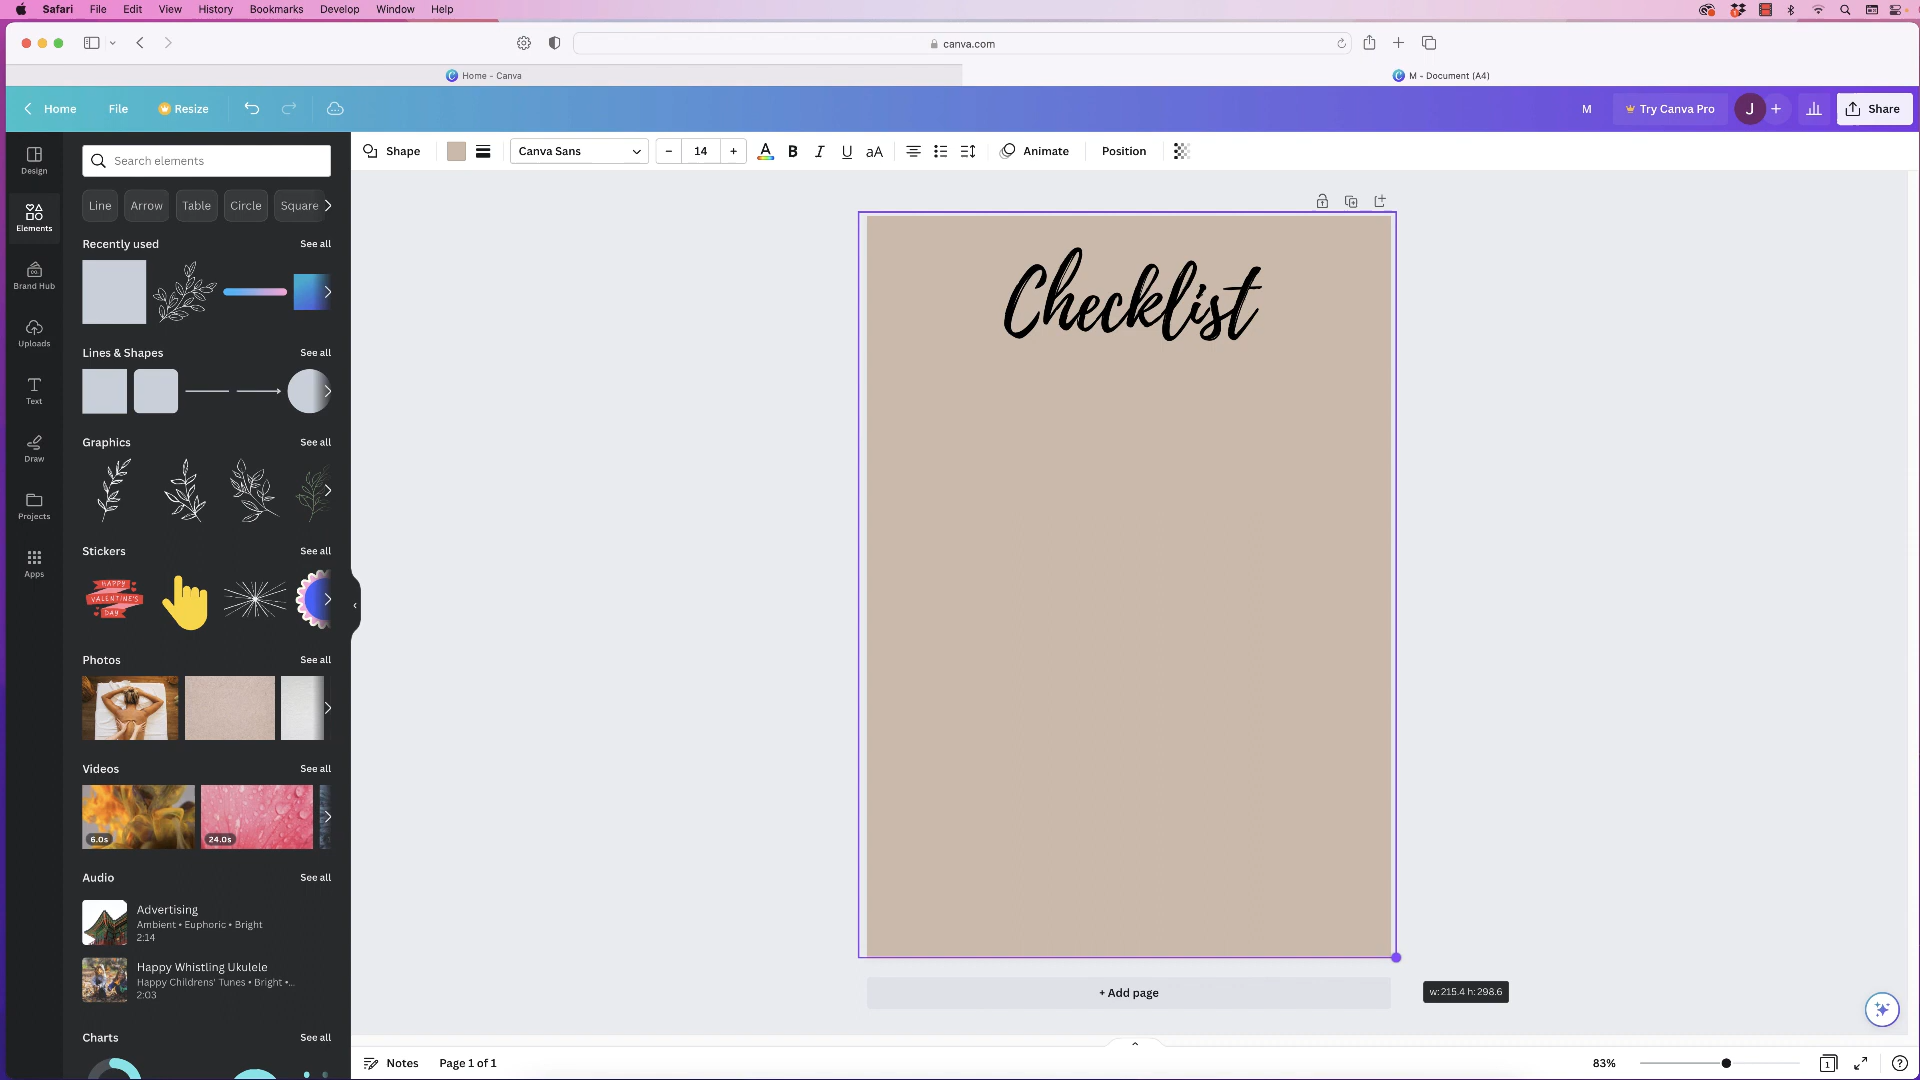 Safari File Edit View History Bookmarks Develop Window Help
canva.com
Home - Canva
M - Document (A4)
Home File Resize
M Try Canva Pro J + Share
Design
Elements
Brand Hub
Uploads
Text
Draw
Projects
Apps
Search elements
Line Arrow Table Circle Square
Recently used See all
Lines & Shapes See all
Graphics See all
Stickers See all
HAPPY
VALENTINE'S
DAY
Photos See all
Videos See all
6.0s 24.0s
Audio See all
Advertising
Ambient • Euphoric • Bright
2:14
Happy Whistling Ukulele
Happy Childrens' Tunes • Bright •...
2:03
Charts See all
Shape Canva Sans - 14 + A B I U aA Animate Position
Checklist
+ Add page
w: 215.4 h: 298.6
Notes Page 1 of 1
83% 1 ?